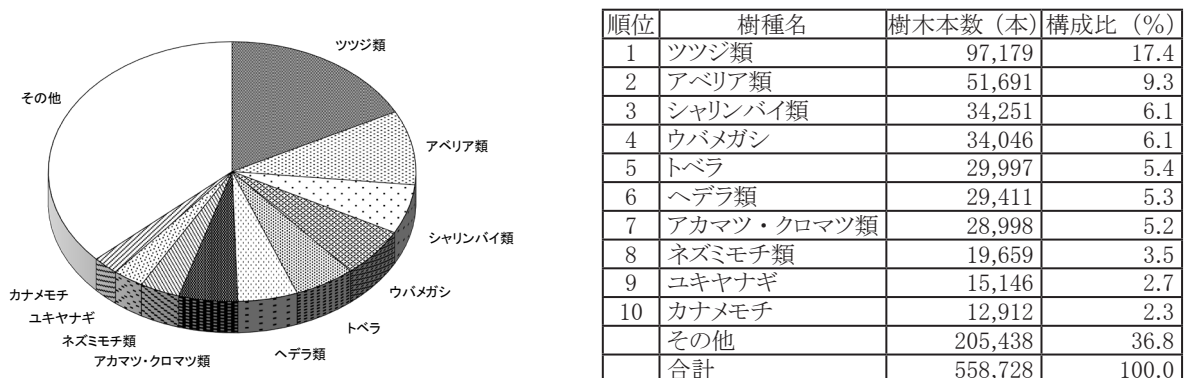 ツツジ類
その他
アベリア類
シャリンバイ類
ウバメガシ
カナメモチ
ユキヤナギ
トベラ
ネズミモチ類
ヘデラ類
アカマツ・クロマツ類
順位 樹種名 樹木本数（本） 構成比（%）
1 ツツジ類 97,179 17.4
2 アベリア類 51,691 9.3
3 シャリンバイ類 34,251 6.1
4 ウバメガシ 34,046 6.1
5 トベラ 29,997 5.4
6 ヘデラ類 29,411 5.3
7 アカマツ・クロマツ類 28,998 5.2
8 ネズミモチ類 19,659 3.5
9 ユキヤナギ 15,146 2.7
10 カナメモチ 12,912 2.3
その他 205,438 36.8
合計 558,728 100.0